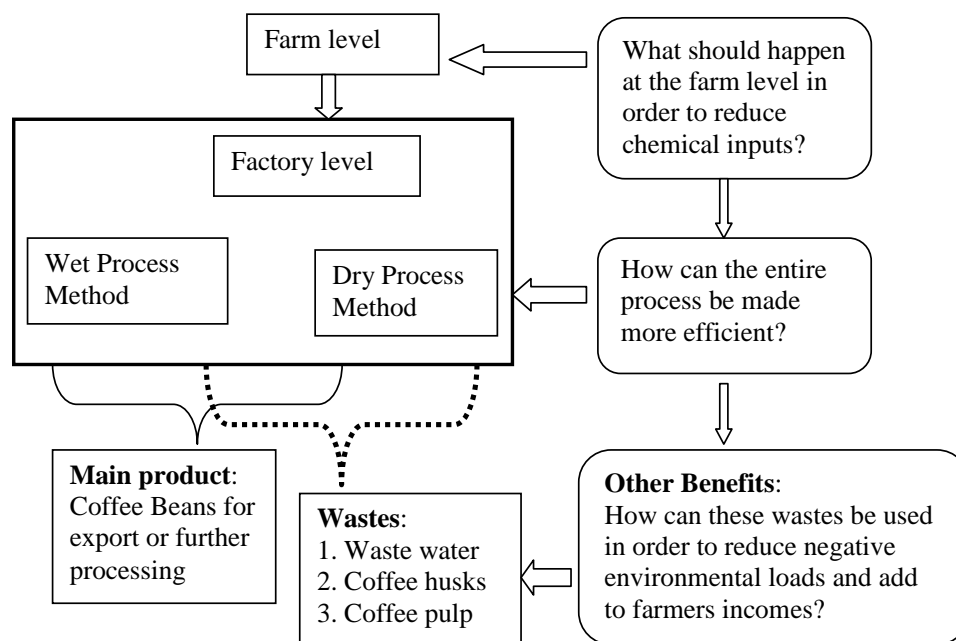 Farm level
What should happen
at the farm level in
order to reduce
chemical inputs?
Factory level
Wet Process
Method
Dry Process
Method
How can the entire
process be made
more efficient?
Main product:
Coffee Beans for
export or further
processing
Wastes:
1. Waste water
2. Coffee husks
3. Coffee pulp
Other Benefits:
How can these wastes be used
in order to reduce negative
environmental loads and add
to farmers incomes?